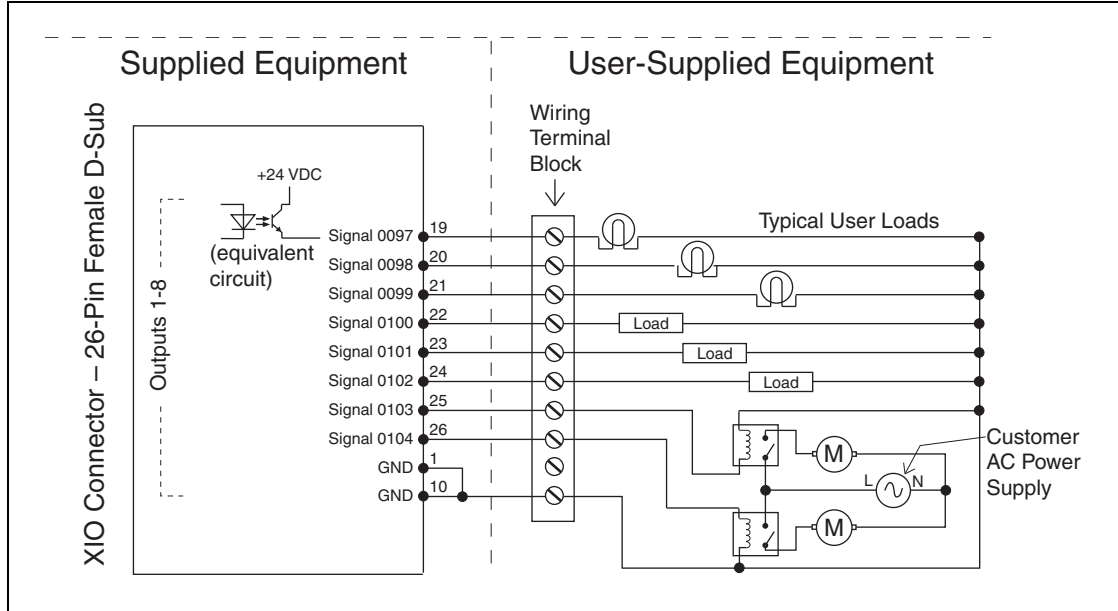 Supplied Equipment
User-Supplied Equipment
XIO Connector – 26-Pin Female D-Sub
Outputs 1-8
+24 VDC
(equivalent
circuit)
Wiring
Terminal
Block
Typical User Loads
Signal 0097 19
Signal 0098 20
Signal 0099 21
Signal 0100 22
Load
Signal 0101 23
Load
Signal 0102 24
Load
Signal 0103 25
Signal 0104 26
GND 1
GND 10
M
L N
M
Customer
AC Power
Supply